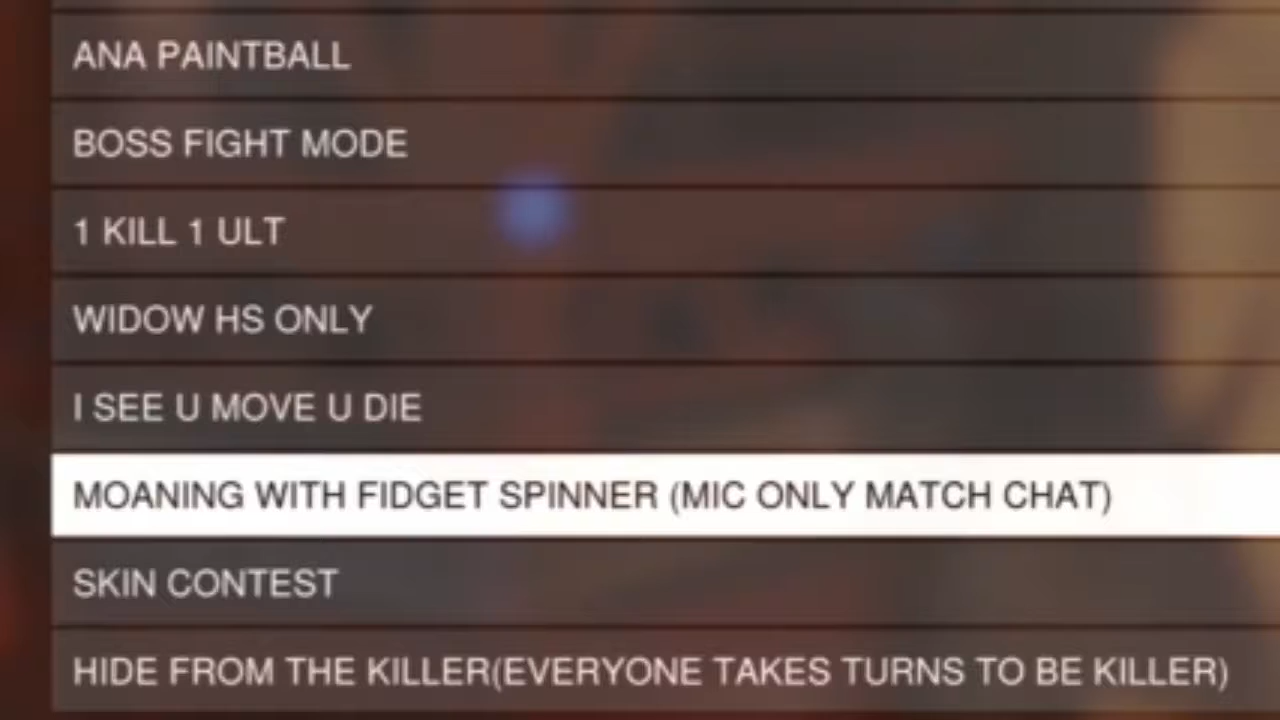 ANA PAINTBALL
BOSS FIGHT MODE
1 KILL 1 ULT
WIDOW HS ONLY
I SEE U MOVE U DIE
MOANING WITH FIDGET SPINNER (MIC ONLY MATCH CHAT)
SKIN CONTEST
HIDE FROM THE KILLER(EVERYONE TAKES TURNS TO BE KILLER)